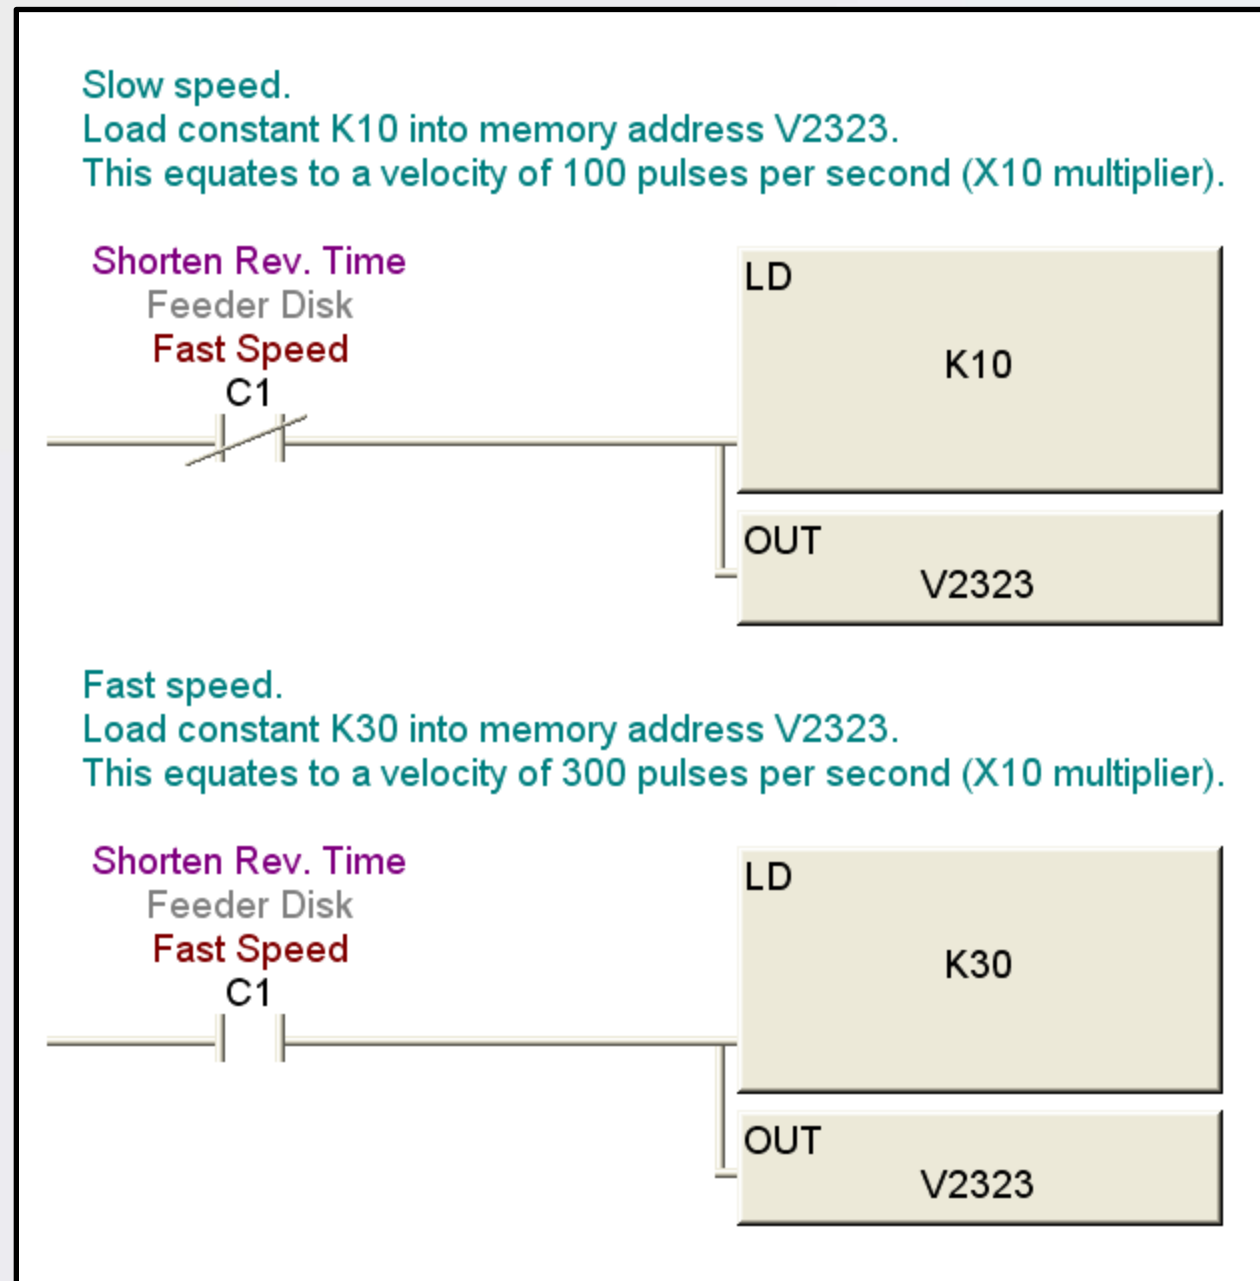 Slow speed.
Load constant K10 into memory address V2323.
This equates to a velocity of 100 pulses per second (X10 multiplier).
Shorten Rev. Time
Feeder Disk
Fast Speed
C1
LD
K10
OUT
V2323
Fast speed.
Load constant K30 into memory address V2323.
This equates to a velocity of 300 pulses per second (X10 multiplier).
Shorten Rev. Time
Feeder Disk
Fast Speed
C1
LD
K30
OUT
V2323